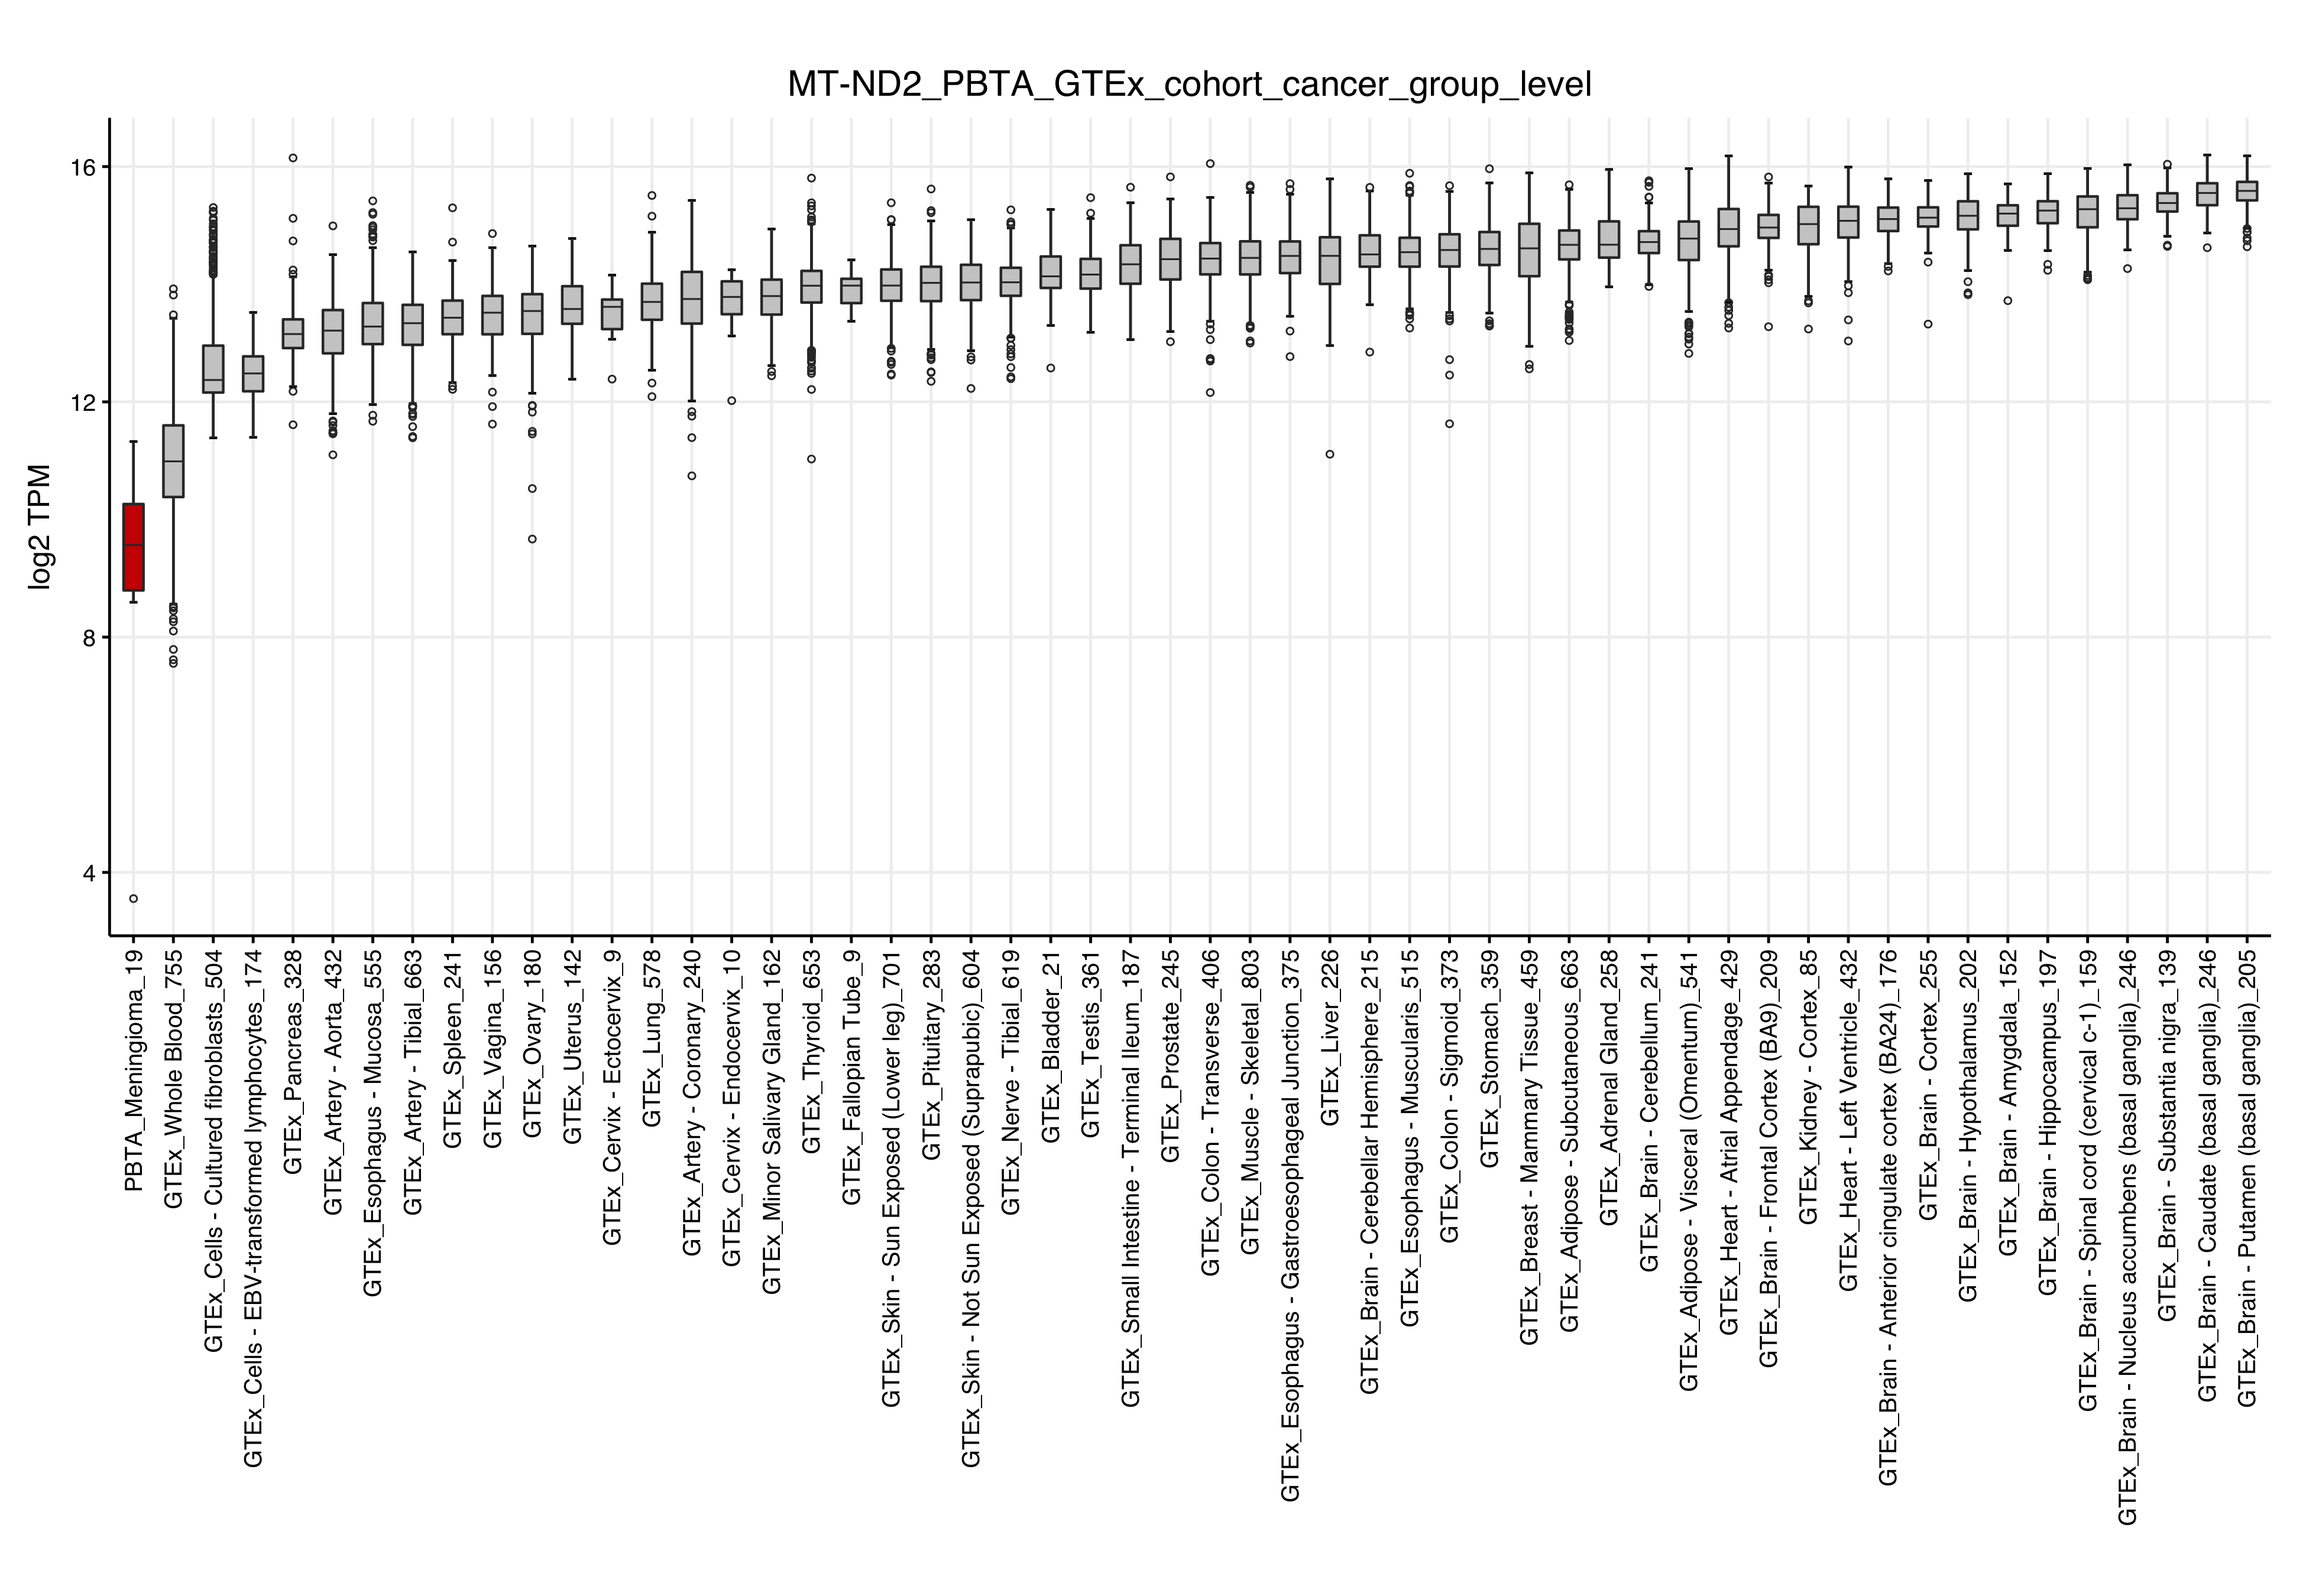 MT-ND2_PBTA_GTEx_cohort_cancer_group_level
log2 TPM
16
12
8
4
PBTA_Meningioma_19
GTEx_Whole Blood_755
GTEx_Cells - Cultured fibroblasts_504
GTEx_Cells - EBV-transformed lymphocytes_174
GTEx_Pancreas_328
GTEx_Artery - Aorta_432
GTEx_Esophagus - Mucosa_555
GTEx_Artery - Tibial_663
GTEx_Spleen_241
GTEx_Vagina_156
GTEx_Ovary_180
GTEx_Uterus_142
GTEx_Cervix - Ectocervix_9
GTEx_Lung_578
GTEx_Artery - Coronary_240
GTEx_Cervix - Endocervix_10
GTEx_Minor Salivary Gland_162
GTEx_Thyroid_653
GTEx_Fallopian Tube_9
GTEx_Skin - Sun Exposed (Lower leg)_701
GTEx_Pituitary_283
GTEx_Skin - Not Sun Exposed (Suprapubic)_604
GTEx_Nerve - Tibial_619
GTEx_Bladder_21
GTEx_Testis_361
GTEx_Small Intestine - Terminal Ileum_187
GTEx_Prostate_245
GTEx_Colon - Transverse_406
GTEx_Muscle - Skeletal_803
GTEx_Esophagus - Gastroesophageal Junction_375
GTEx_Liver_226
GTEx_Brain - Cerebellar Hemisphere_215
GTEx_Esophagus - Muscularis_515
GTEx_Colon - Sigmoid_373
GTEx_Stomach_359
GTEx_Breast - Mammary Tissue_459
GTEx_Adipose - Subcutaneous_663
GTEx_Adrenal Gland_258
GTEx_Brain - Cerebellum_241
GTEx_Adipose - Visceral (Omentum)_541
GTEx_Heart - Atrial Appendage_429
GTEx_Brain - Frontal Cortex (BA9)_209
GTEx_Kidney - Cortex_85
GTEx_Heart - Left Ventricle_432
GTEx_Brain - Anterior cingulate cortex (BA24)_176
GTEx_Brain - Cortex_255
GTEx_Brain - Hypothalamus_202
GTEx_Brain - Amygdala_152
GTEx_Brain - Hippocampus_197
GTEx_Brain - Spinal cord (cervical c-1)_159
GTEx_Brain - Nucleus accumbens (basal ganglia)_246
GTEx_Brain - Substantia nigra_139
GTEx_Brain - Caudate (basal ganglia)_246
GTEx_Brain - Putamen (basal ganglia)_205